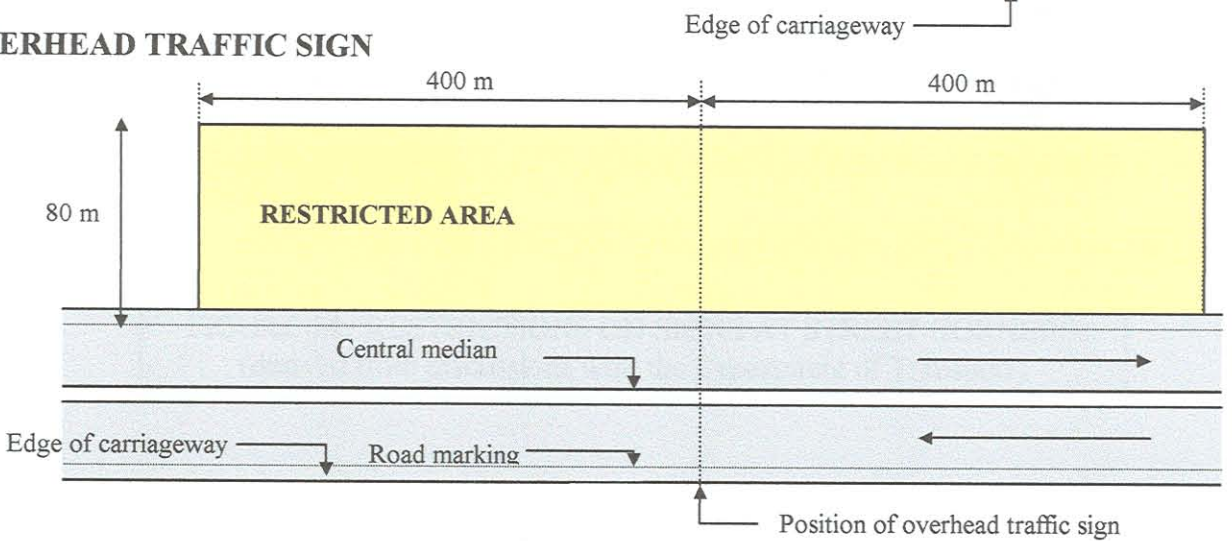 Edge of carriageway
ERHEAD TRAFFIC SIGN
400 m 400 m
80 m
RESTRICTED AREA
Central median
Edge of carriageway
Road marking
Position of overhead traffic sign